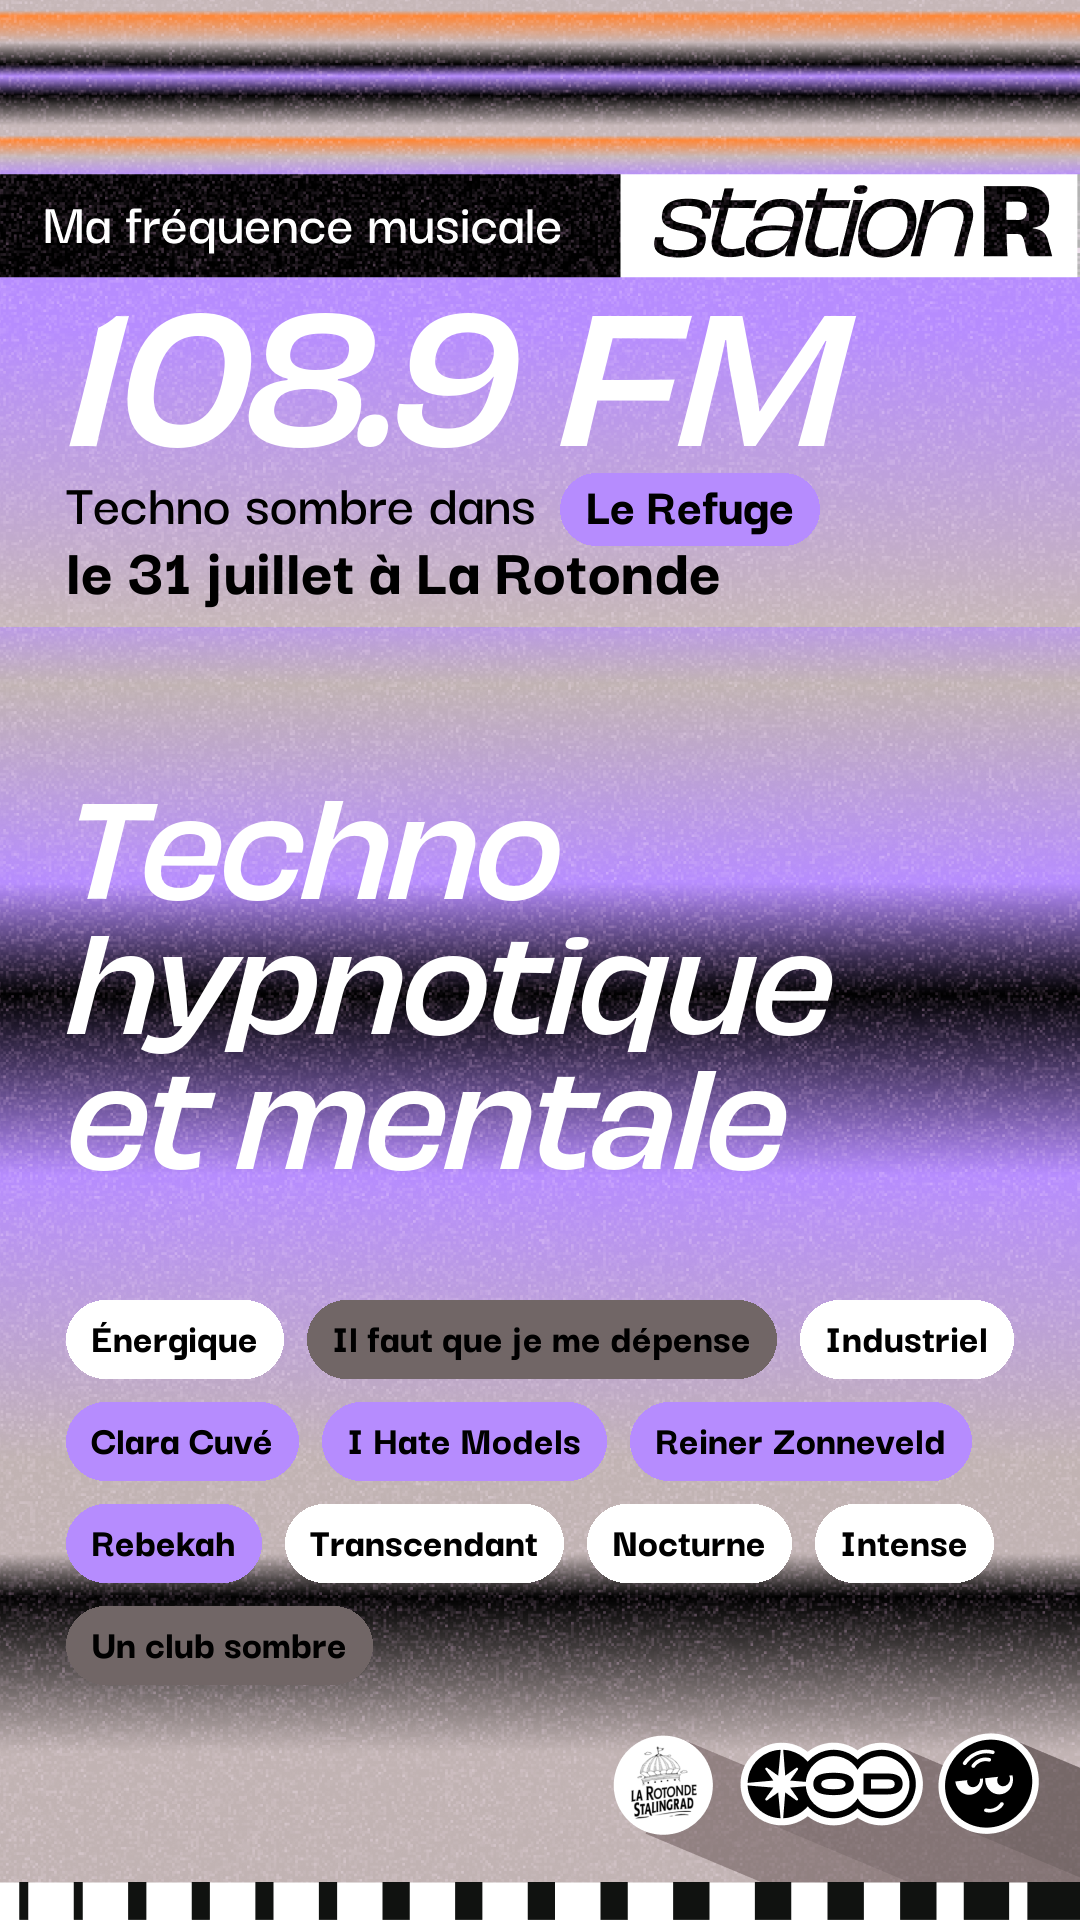 Ma fréquence musicale
stationR
108.9 FM
Techno sombre dans Le Refuge
le 31 juillet à La Rotonde
Techno
hypnotique
et mentale
Énergique Il faut que je me dépense Industriel
Clara Cuvé I Hate Models Reiner Zonneveld
Rebekah Transcendant Nocturne Intense
Un club sombre
LA ROTONDE
STALINGRAD
OD